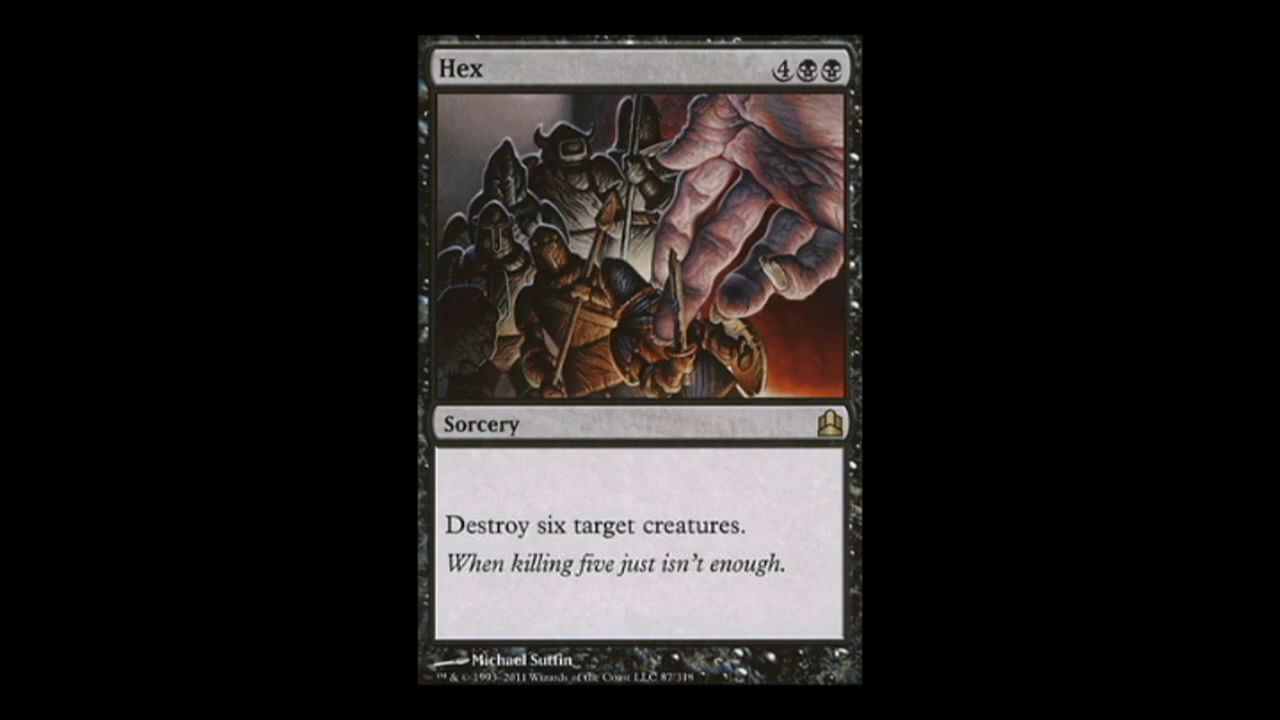 Hex 4
Sorcery
Destroy six target creatures.
When killing five just isn't enough.
Michael Sutfin
™ & © 1993-2011 Wizards of the Coast LLC 87/318